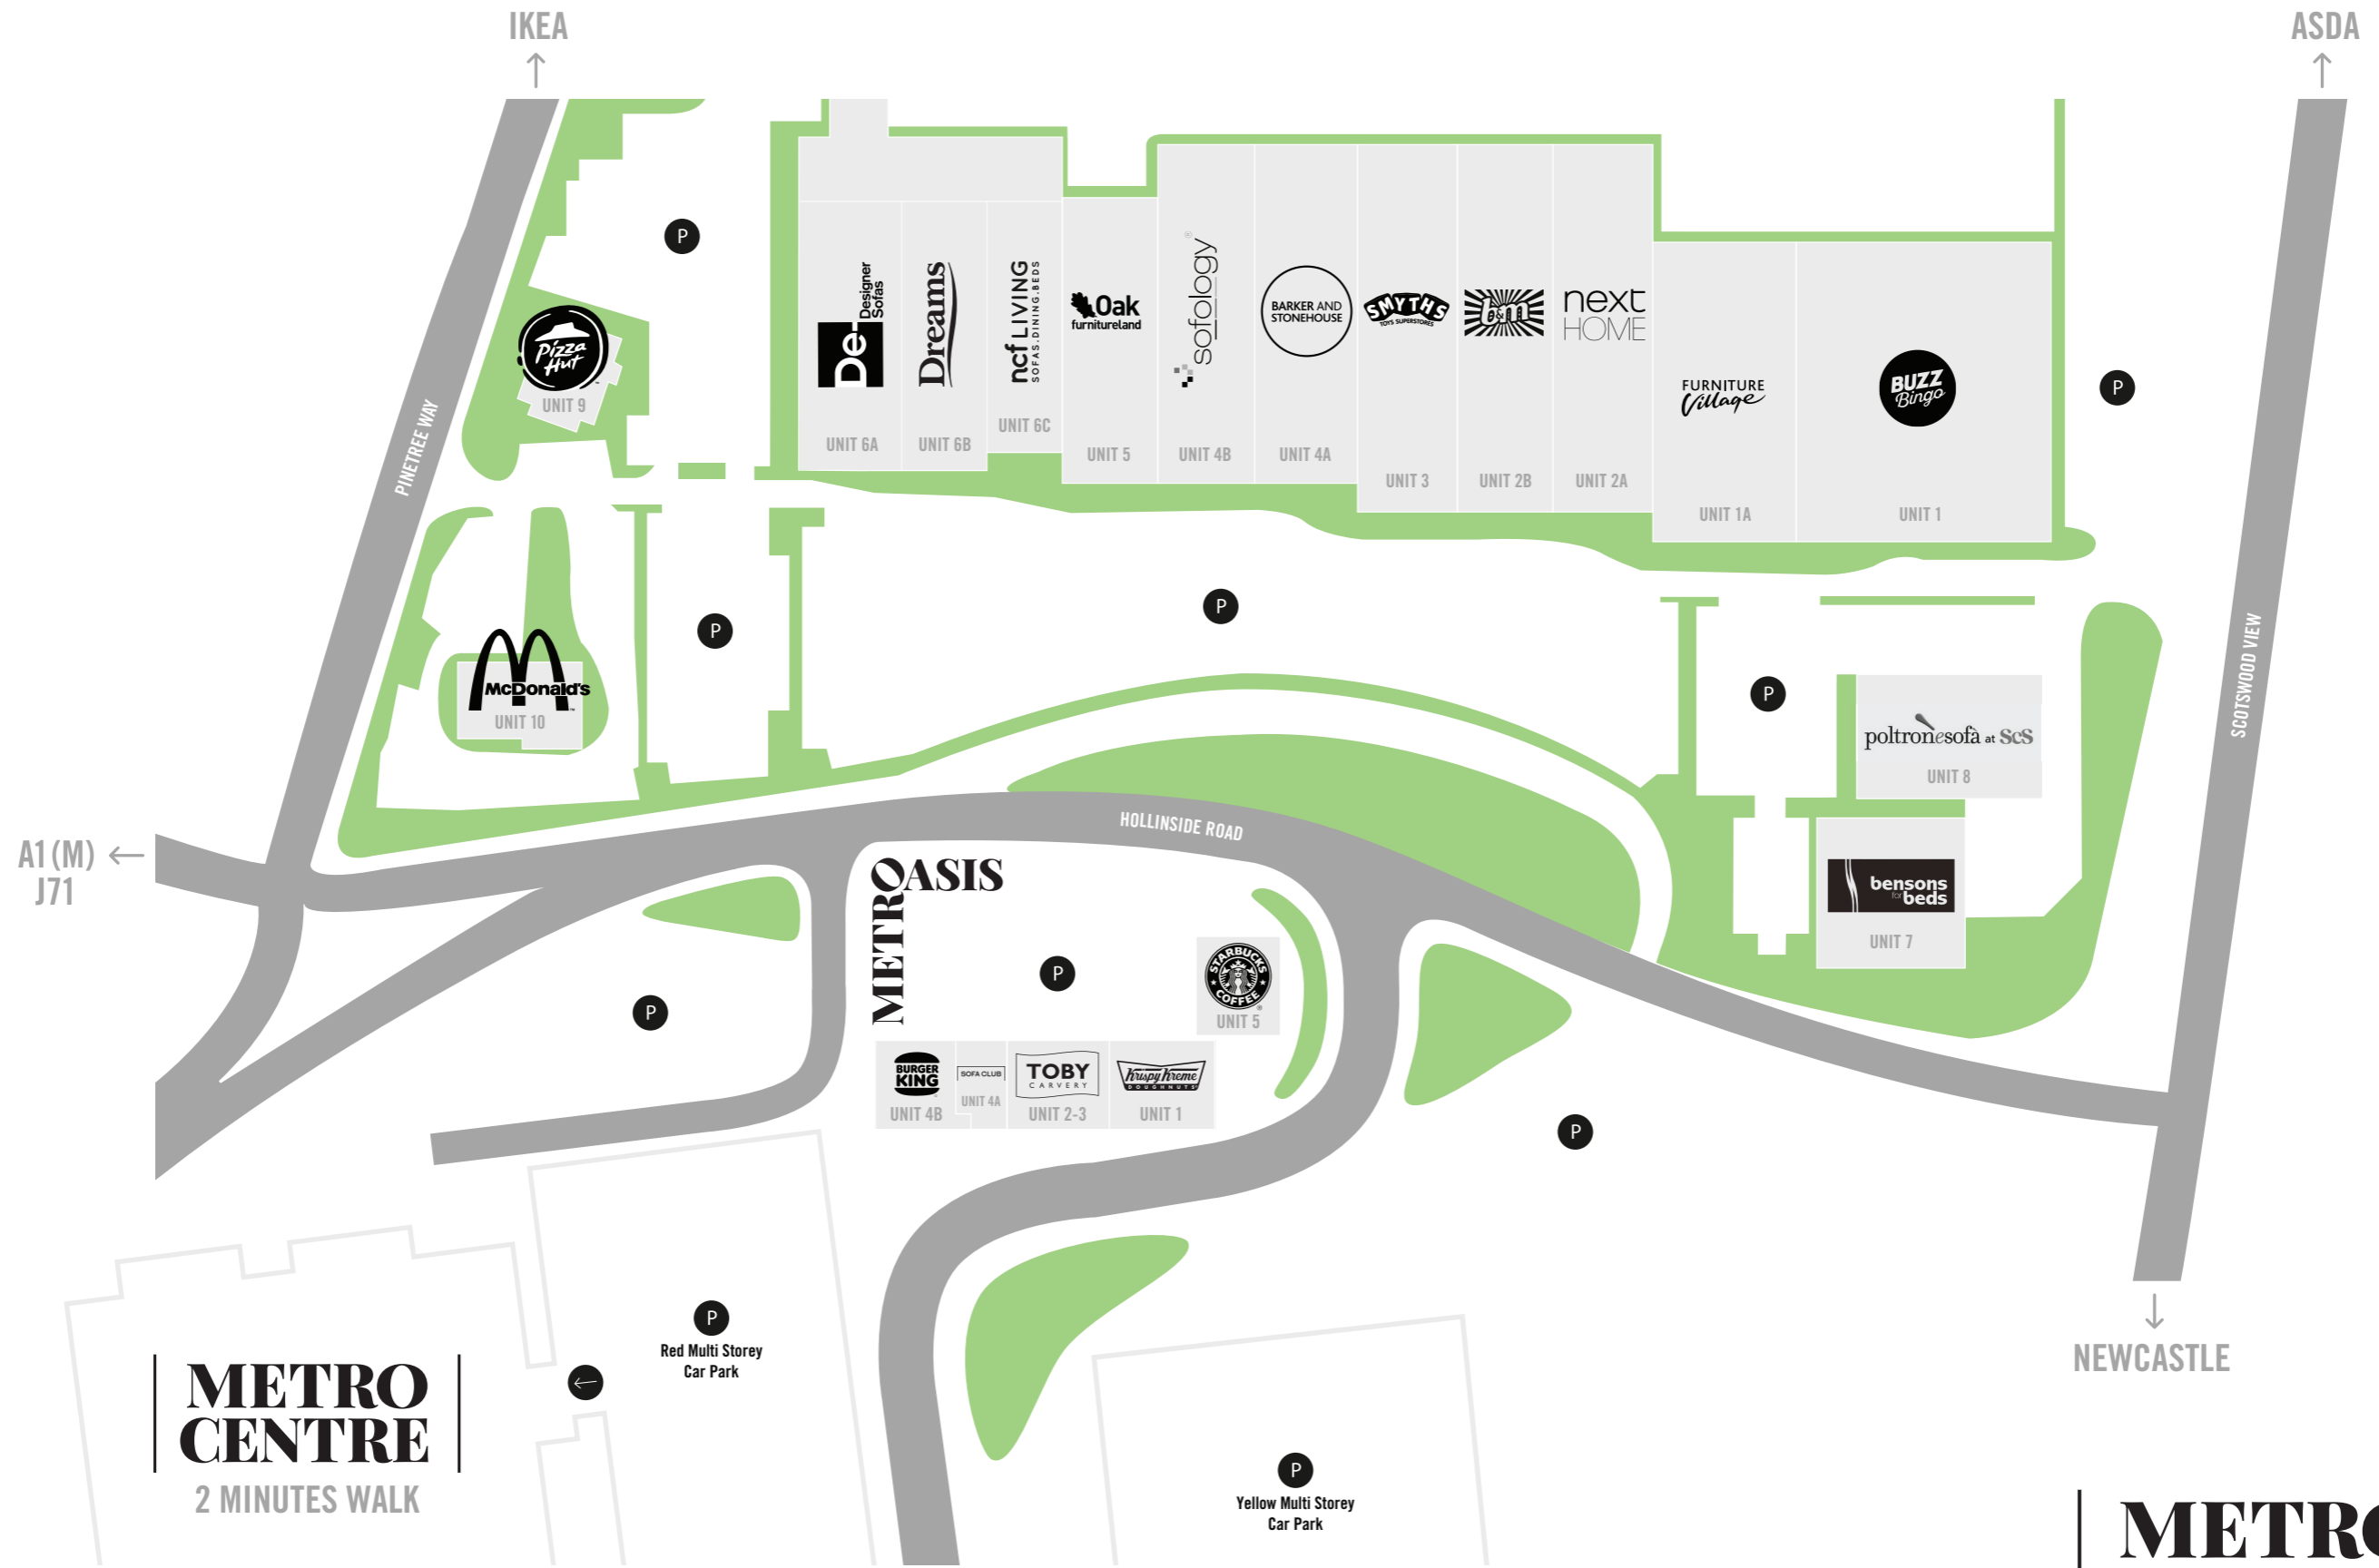 IKEA
ASDA
P
Designer
Sofas
De-
Dreams
ncf LIVING
SOFAS.DINING.BEDS
Oak
furnitureland
sofology®
BARKER AND
STONEHOUSE
SMYTHS
TOYS SUPERSTORES
b&m
next
HOME
Pizza
Hut
UNIT 9
FURNITURE
Village
BUZZ
Bingo
P
PINETREE WAY
UNIT 6A
UNIT 6B
UNIT 6C
UNIT 5
UNIT 4B
UNIT 4A
UNIT 3
UNIT 2B
UNIT 2A
UNIT 1A
UNIT 1
P
P
P
McDonald's™
UNIT 10
SCOTSWOOD VIEW
poltronesofà at ScS
UNIT 8
HOLLINSIDE ROAD
A1 (M)
J71
METROASIS
bensons
for beds
UNIT 7
P
P
STARBUCKS
COFFEE
UNIT 5
BURGER
KING
UNIT 4B
SOFA CLUB
UNIT 4A
TOBY
CARVERY
UNIT 2-3
Krispy Kreme
DOUGHNUTS
UNIT 1
P
P
Red Multi Storey
Car Park
METRO
CENTRE
2 MINUTES WALK
NEWCASTLE
P
Yellow Multi Storey
Car Park
METRO